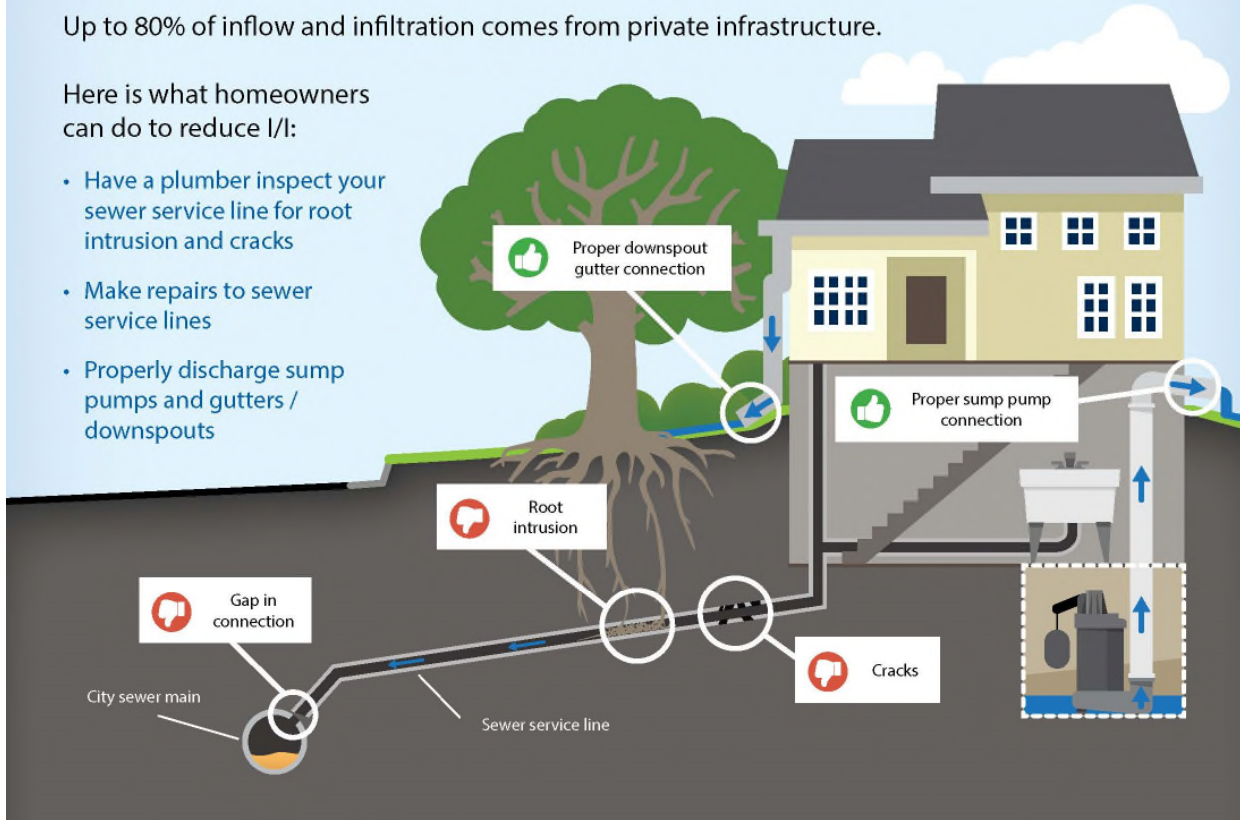 Up to 80% of inflow and infiltration comes from private infrastructure.
Here is what homeowners
can do to reduce I/I:
• Have a plumber inspect your
sewer service line for root
intrusion and cracks
• Make repairs to sewer
service lines
• Properly discharge sump
pumps and gutters /
downspouts
Proper downspout
gutter connection
Proper sump pump
connection
Root
intrusion
Gap in
connection
Cracks
City sewer main
Sewer service line